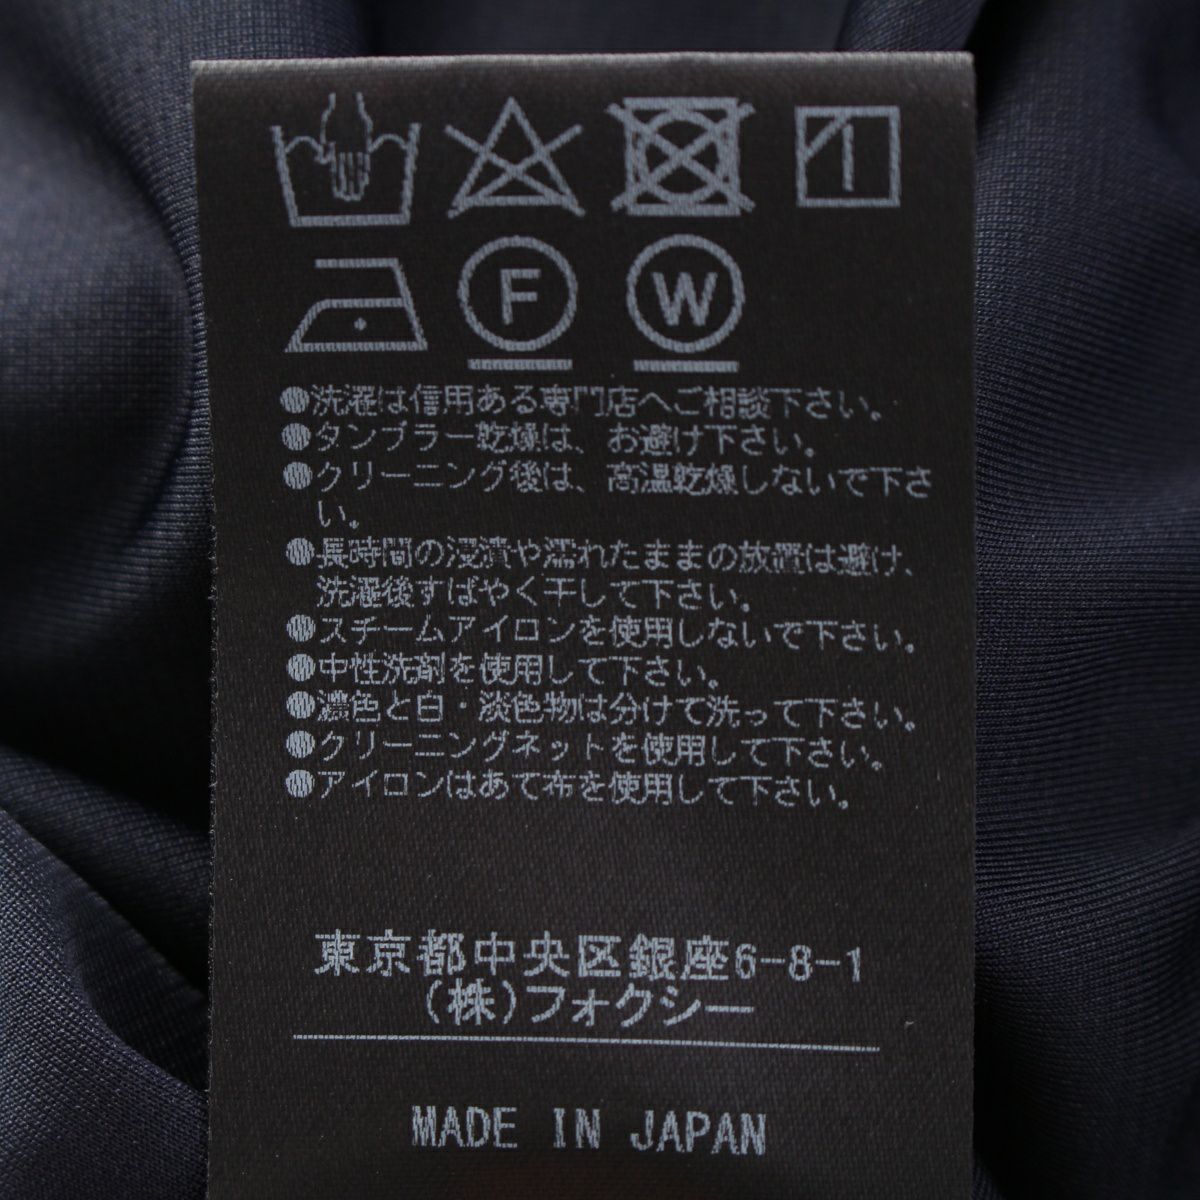 F W
●洗濯は信用ある専門店へご相談下さい。
●タンブラー乾燥は、お避け下さい。
●クリーニング後は、高温乾燥しないで下さ
い。
●長時間の浸漬や濡れたままの放置は避け、
洗濯後すばやく干して下さい。
●スチームアイロンを使用しないで下さい。
●中性洗剤を使用して下さい。
●濃色と白・淡色物は分けて洗って下さい。
●クリーニングネットを使用して下さい。
●アイロンはあて布を使用して下さい。
東京都中央区銀座6-8-1
(株)フォクシー
MADE IN JAPAN